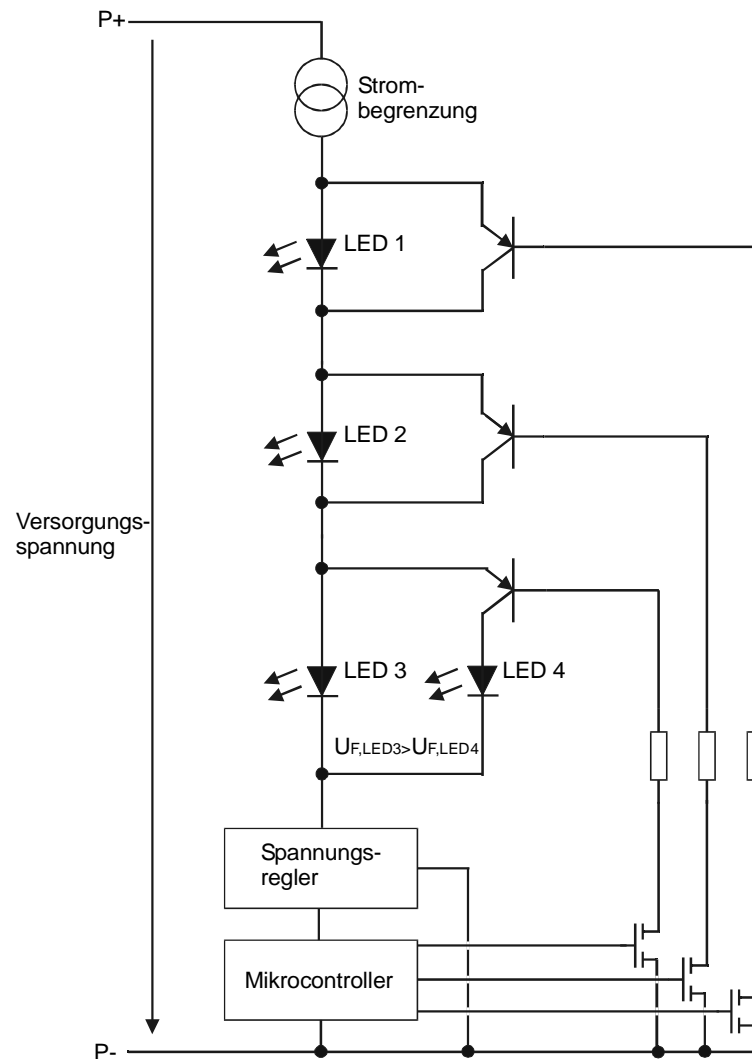 P+
Strom-
begrenzung
LED 1
LED 2
Versorgungs-
spannung
LED 3
LED 4
UF,LED3>UF,LED4
Spannungs-
regler
Mikrocontroller
P-